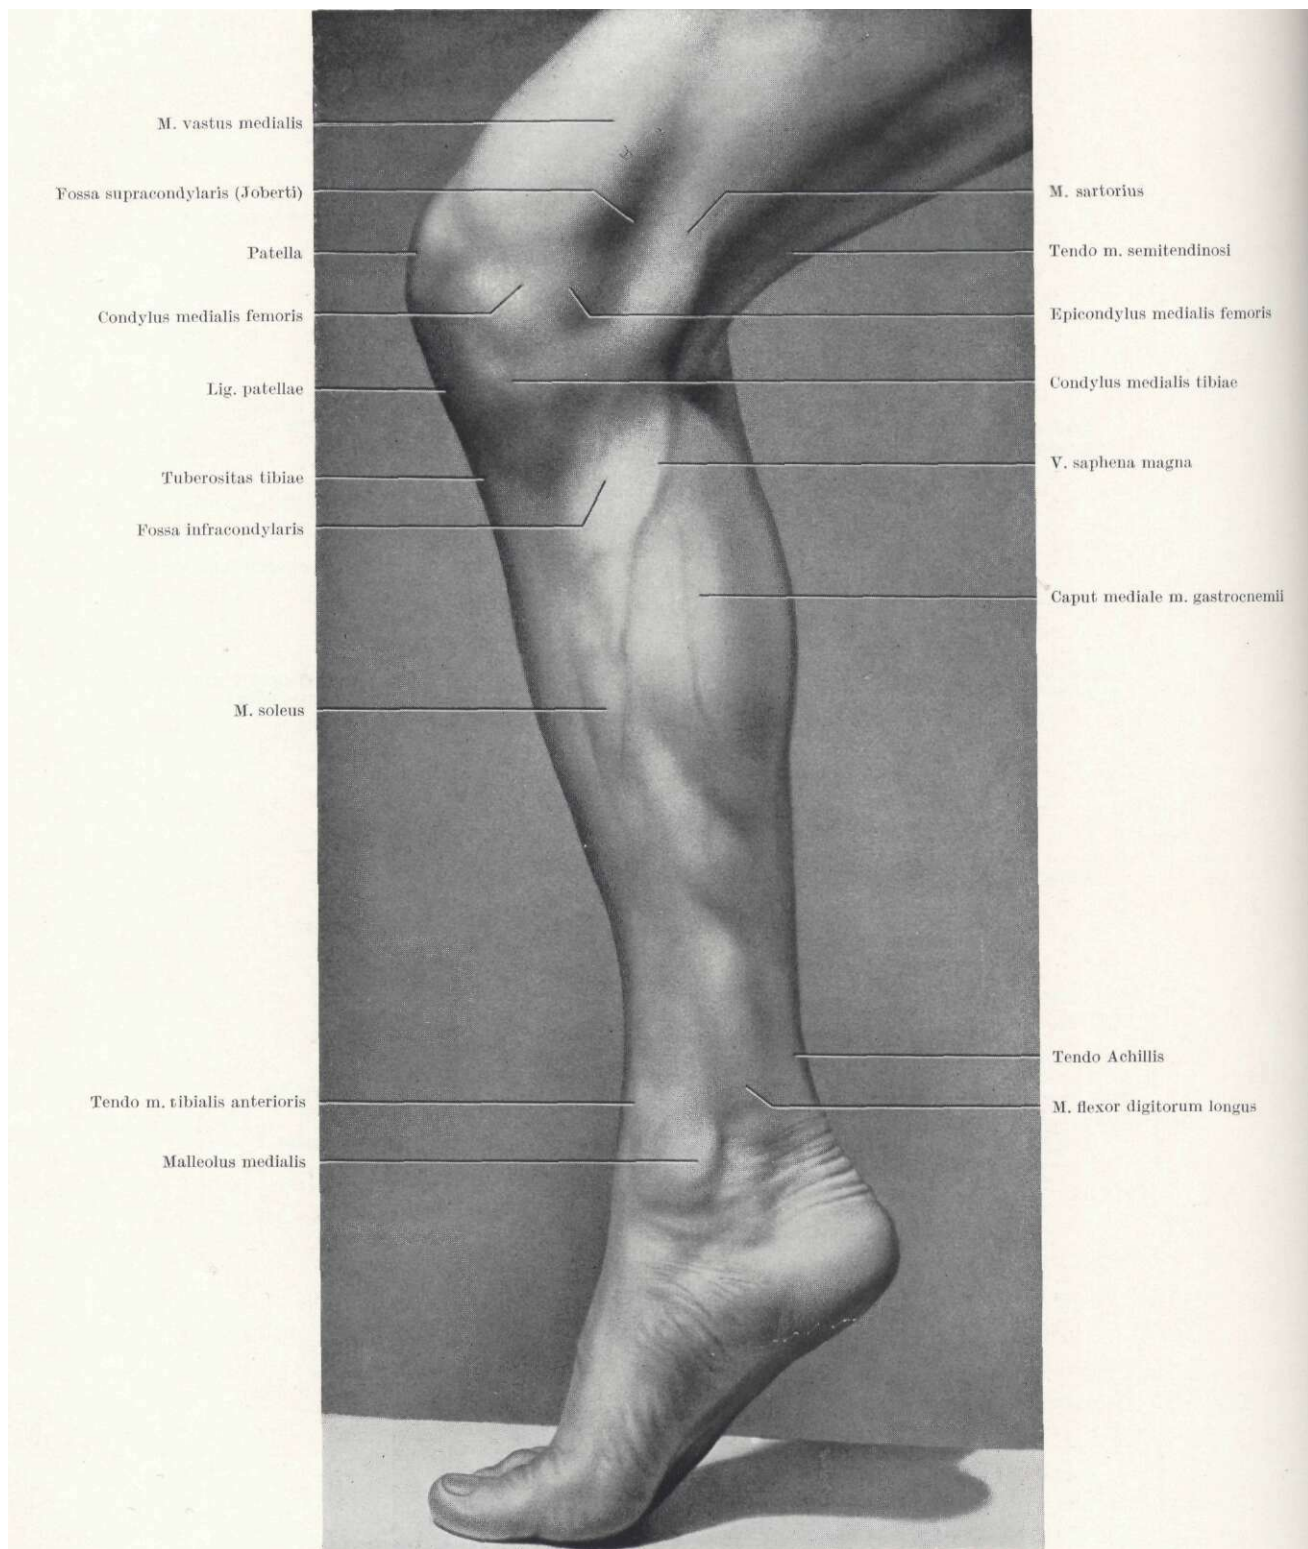 M. vastus medialis
Fossa supracondylaris (Joberti)
Patella
Condylus medialis femoris
Lig. patellae
Tuberositas tibiae
Fossa infracondylaris
M. soleus
Tendo m. tibialis anterioris
Malleolus medialis
M. sartorius
Tendo m. semitendinosi
Epicondylus medialis femoris
Condylus medialis tibiae
V. saphena magna
Caput mediale m. gastrocnemii
Tendo Achillis
M. flexor digitorum longus